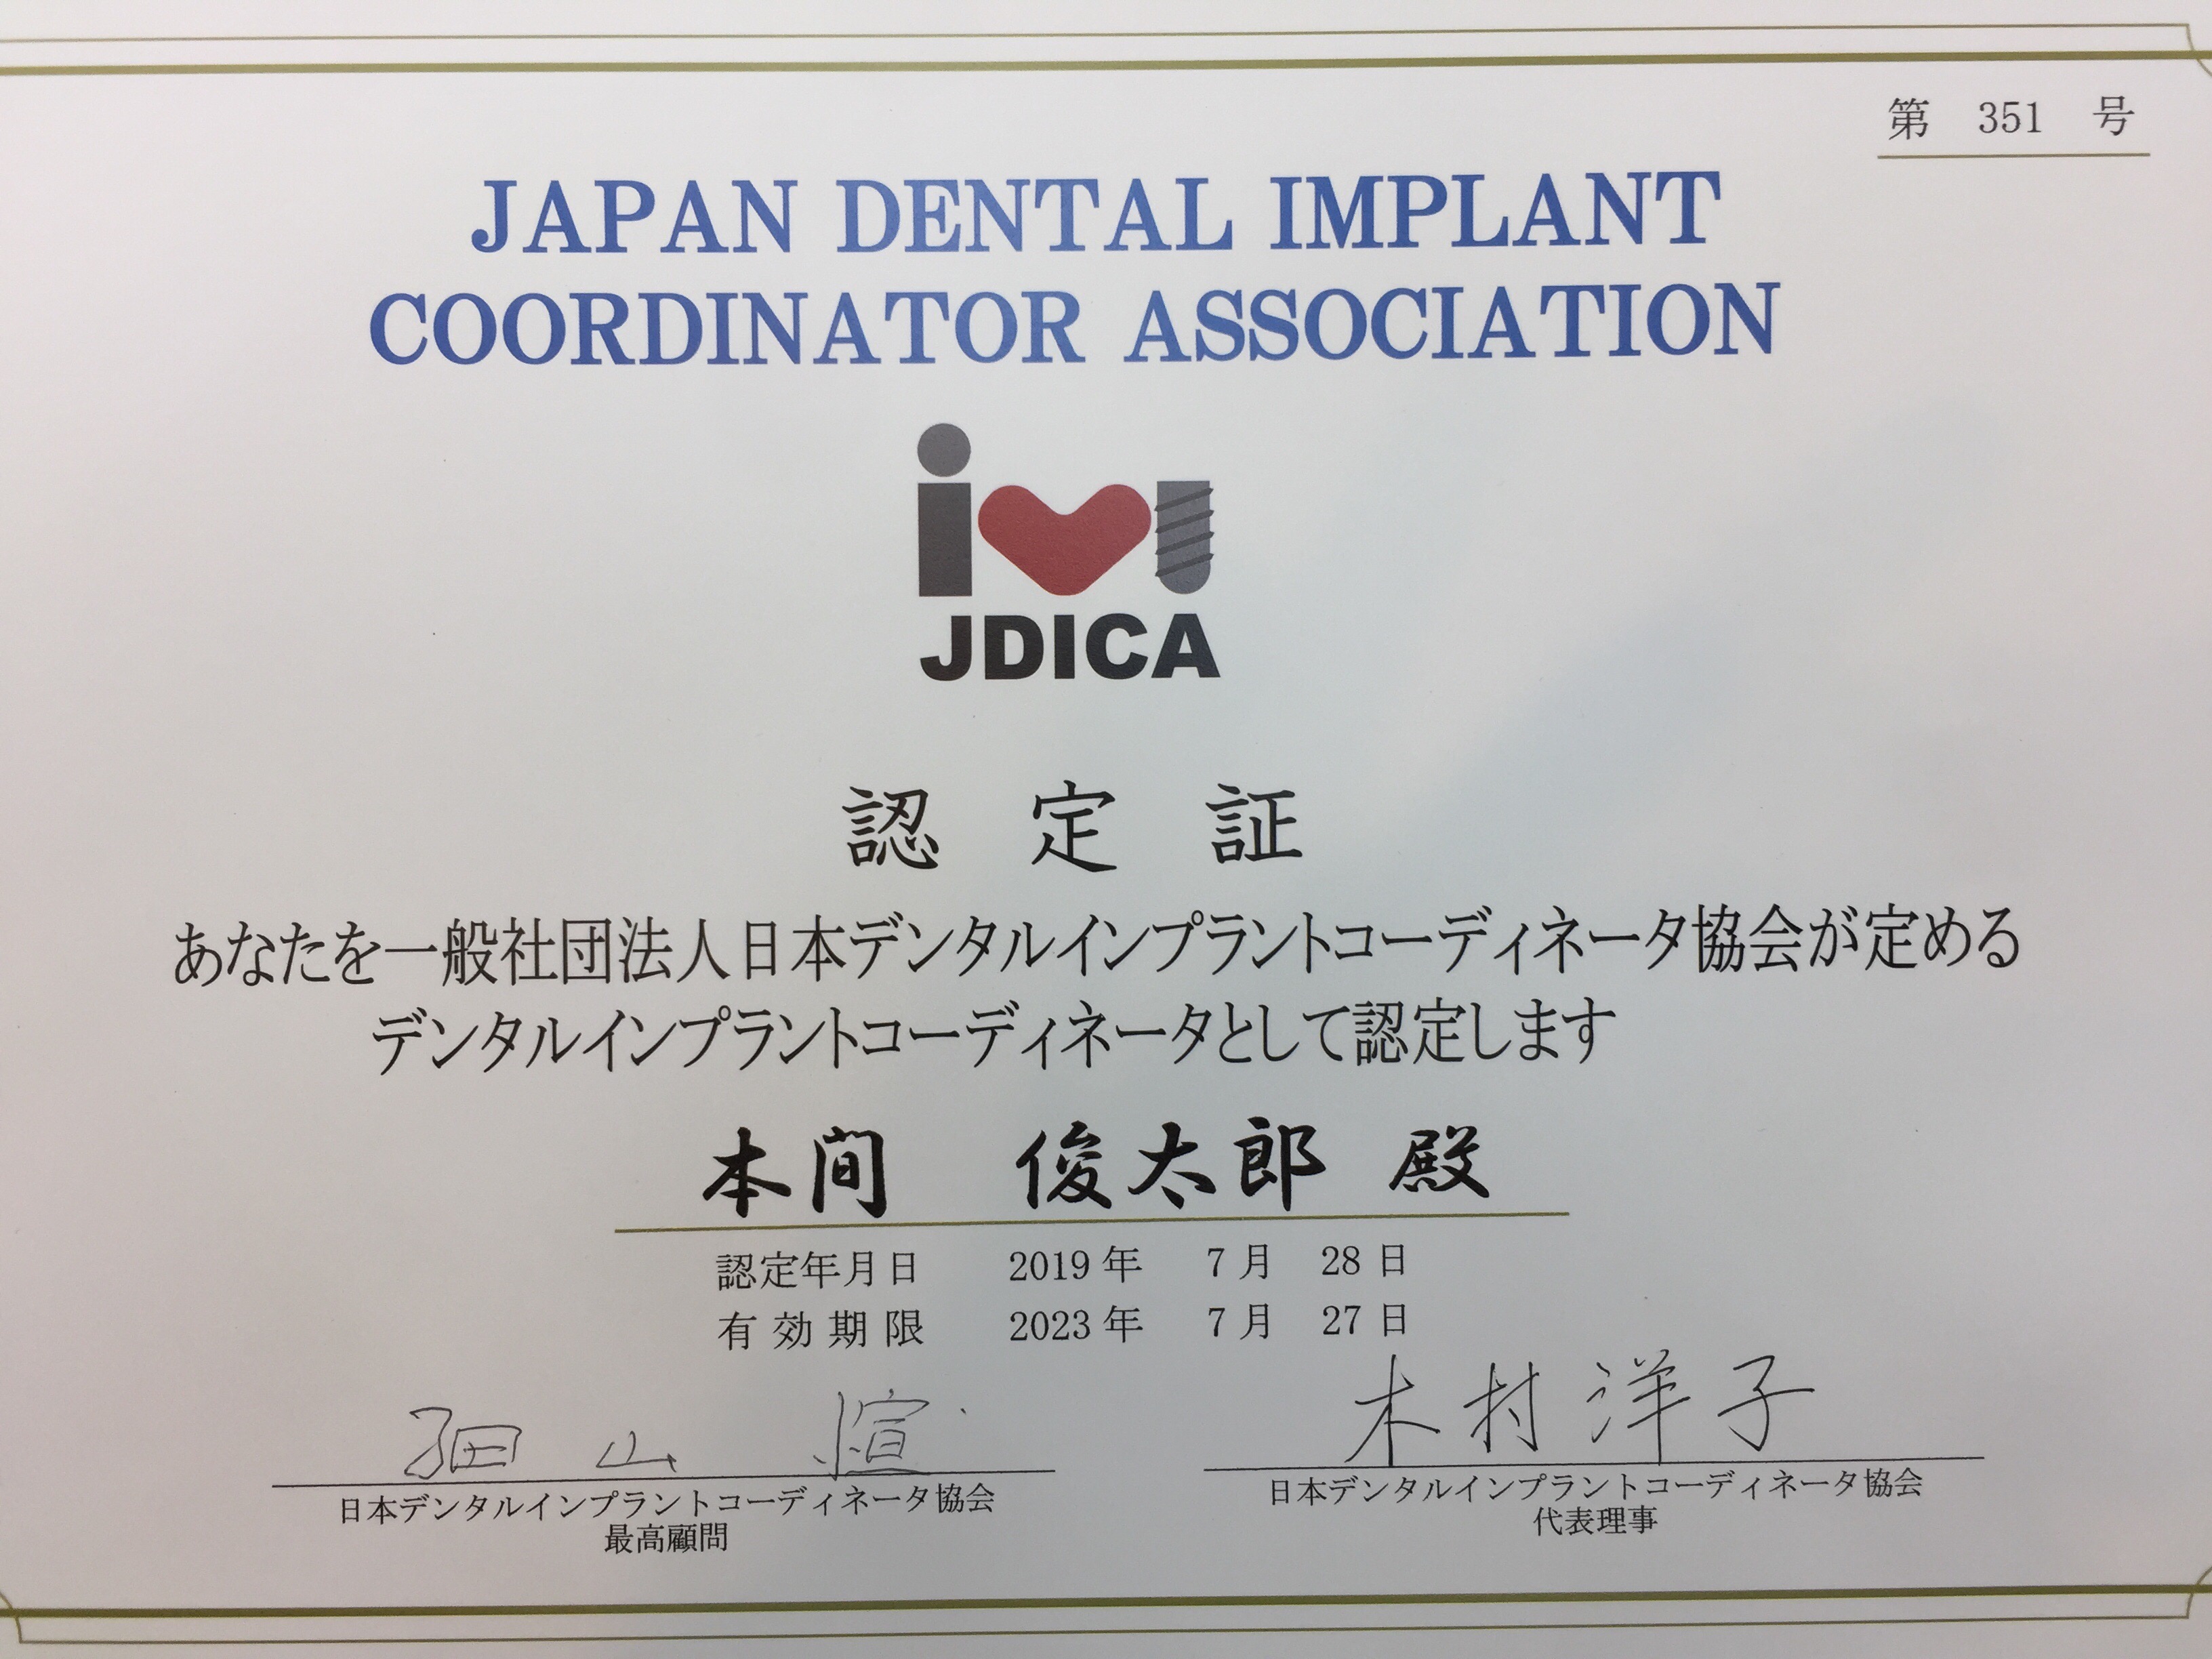 第 351 号
JAPAN DENTAL IMPLANT
COORDINATOR ASSOCIATION
JDICA
認定証
あなたを一般社団法人日本デンタルインプラントコーディネータ協会が定める
デンタルインプラントコーディネータとして認定します
本間 俊太郎 殿
認定年月日 2019年 7月 28日
有効期限 2023年 7月 27日
細山 愃 木村洋子
日本デンタルインプラントコーディネータ協会 日本デンタルインプラントコーディネータ協会
最高顧問 代表理事